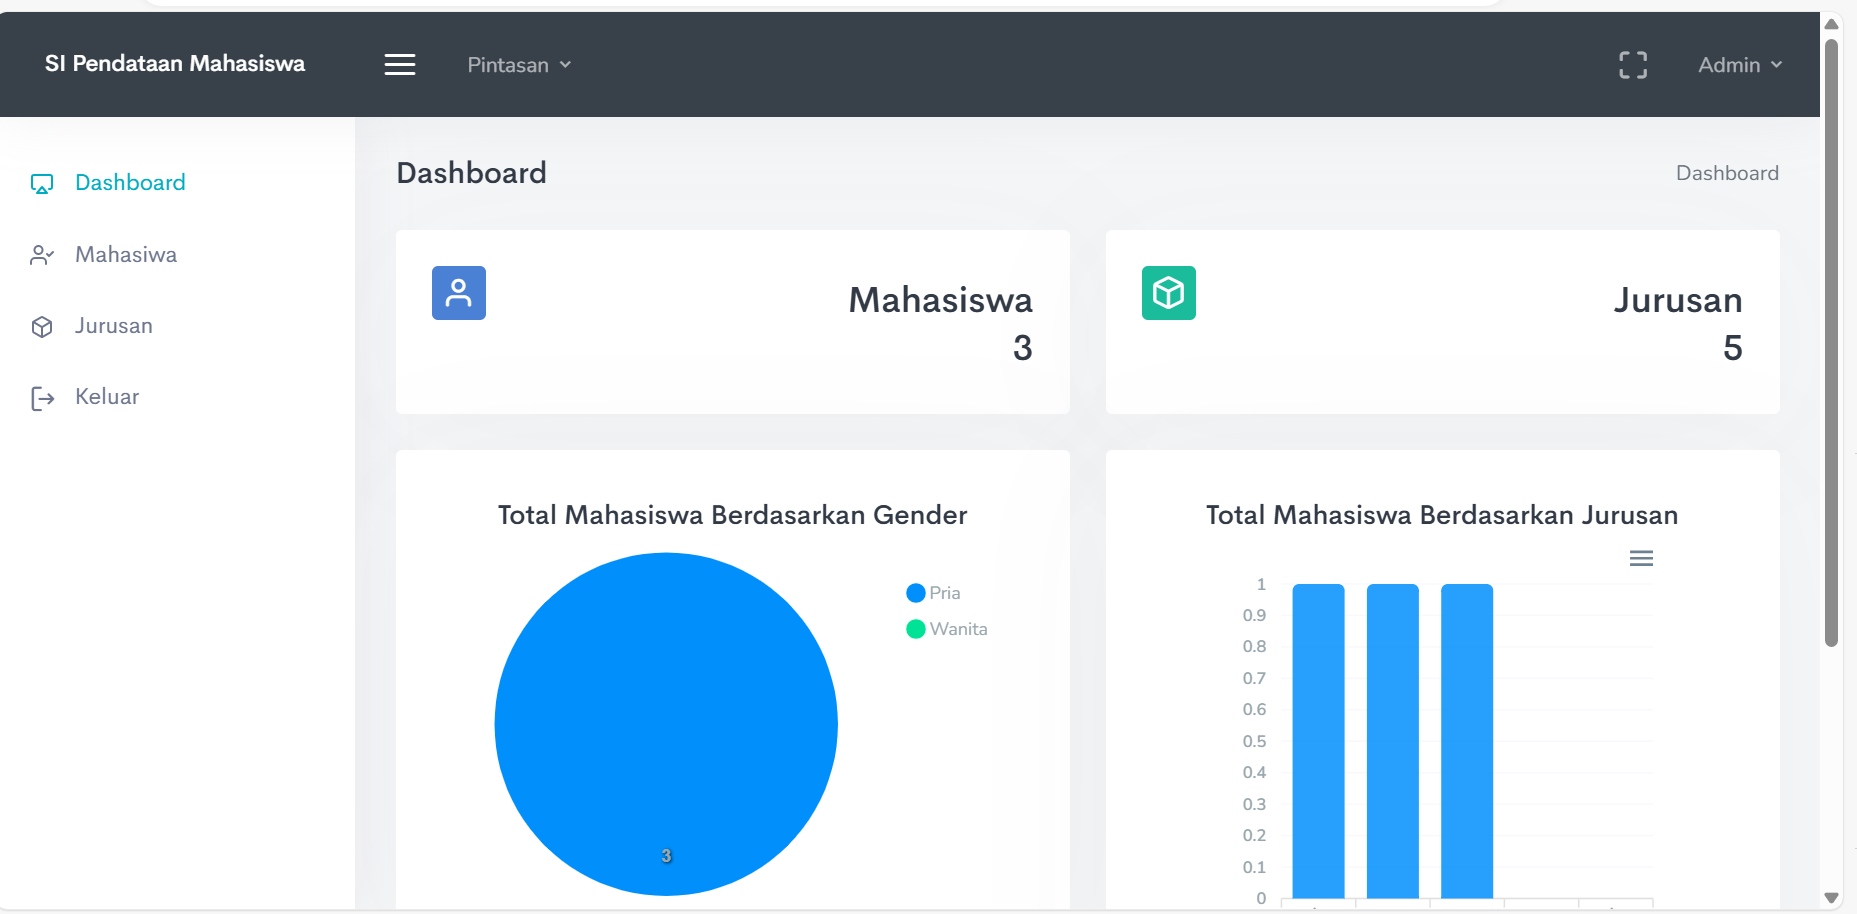 SI Pendataan Mahasiswa
Pintasan
Admin
Dashboard
Mahasiwa
Jurusan
Keluar
Dashboard
Dashboard
Mahasiswa
3
Jurusan
5
Total Mahasiswa Berdasarkan Gender
Pria
Wanita
3
Total Mahasiswa Berdasarkan Jurusan
1
0.9
0.8
0.7
0.6
0.5
0.4
0.3
0.2
0.1
0